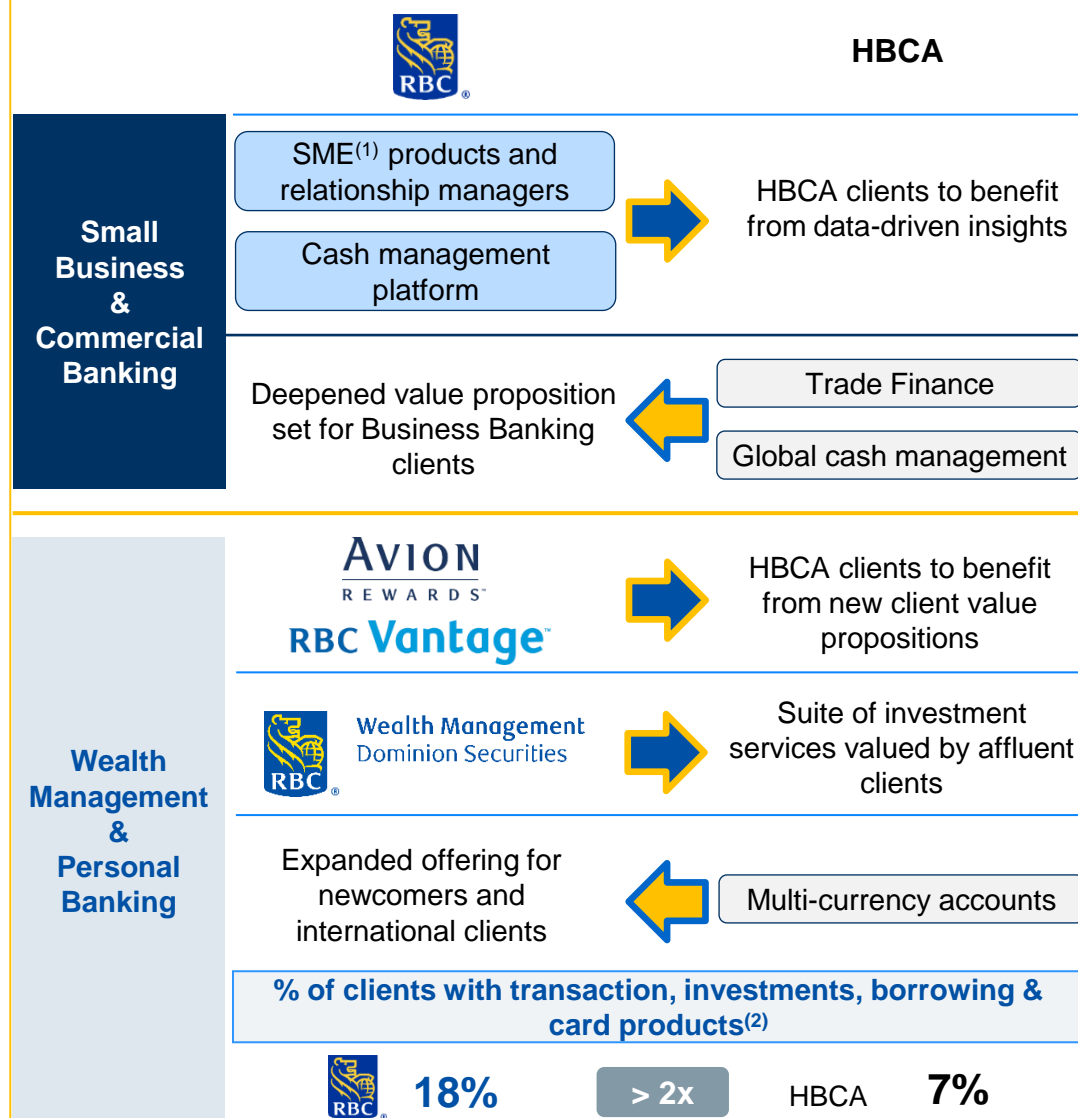 RBC ®
HBCA
Small
Business
&
Commercial
Banking
SME(1) products and
relationship managers
Cash management
platform
HBCA clients to benefit
from data-driven insights
Deepened value proposition
set for Business Banking
clients
Trade Finance
Global cash management
Wealth
Management
&
Personal
Banking
AVION
REWARDS™
RBC Vantage™
HBCA clients to benefit
from new client value
propositions
RBC ®
Wealth Management
Dominion Securities
Suite of investment
services valued by affluent
clients
Expanded offering for
newcomers and
international clients
Multi-currency accounts
% of clients with transaction, investments, borrowing &
card products(2)
RBC ® 18% > 2x HBCA 7%